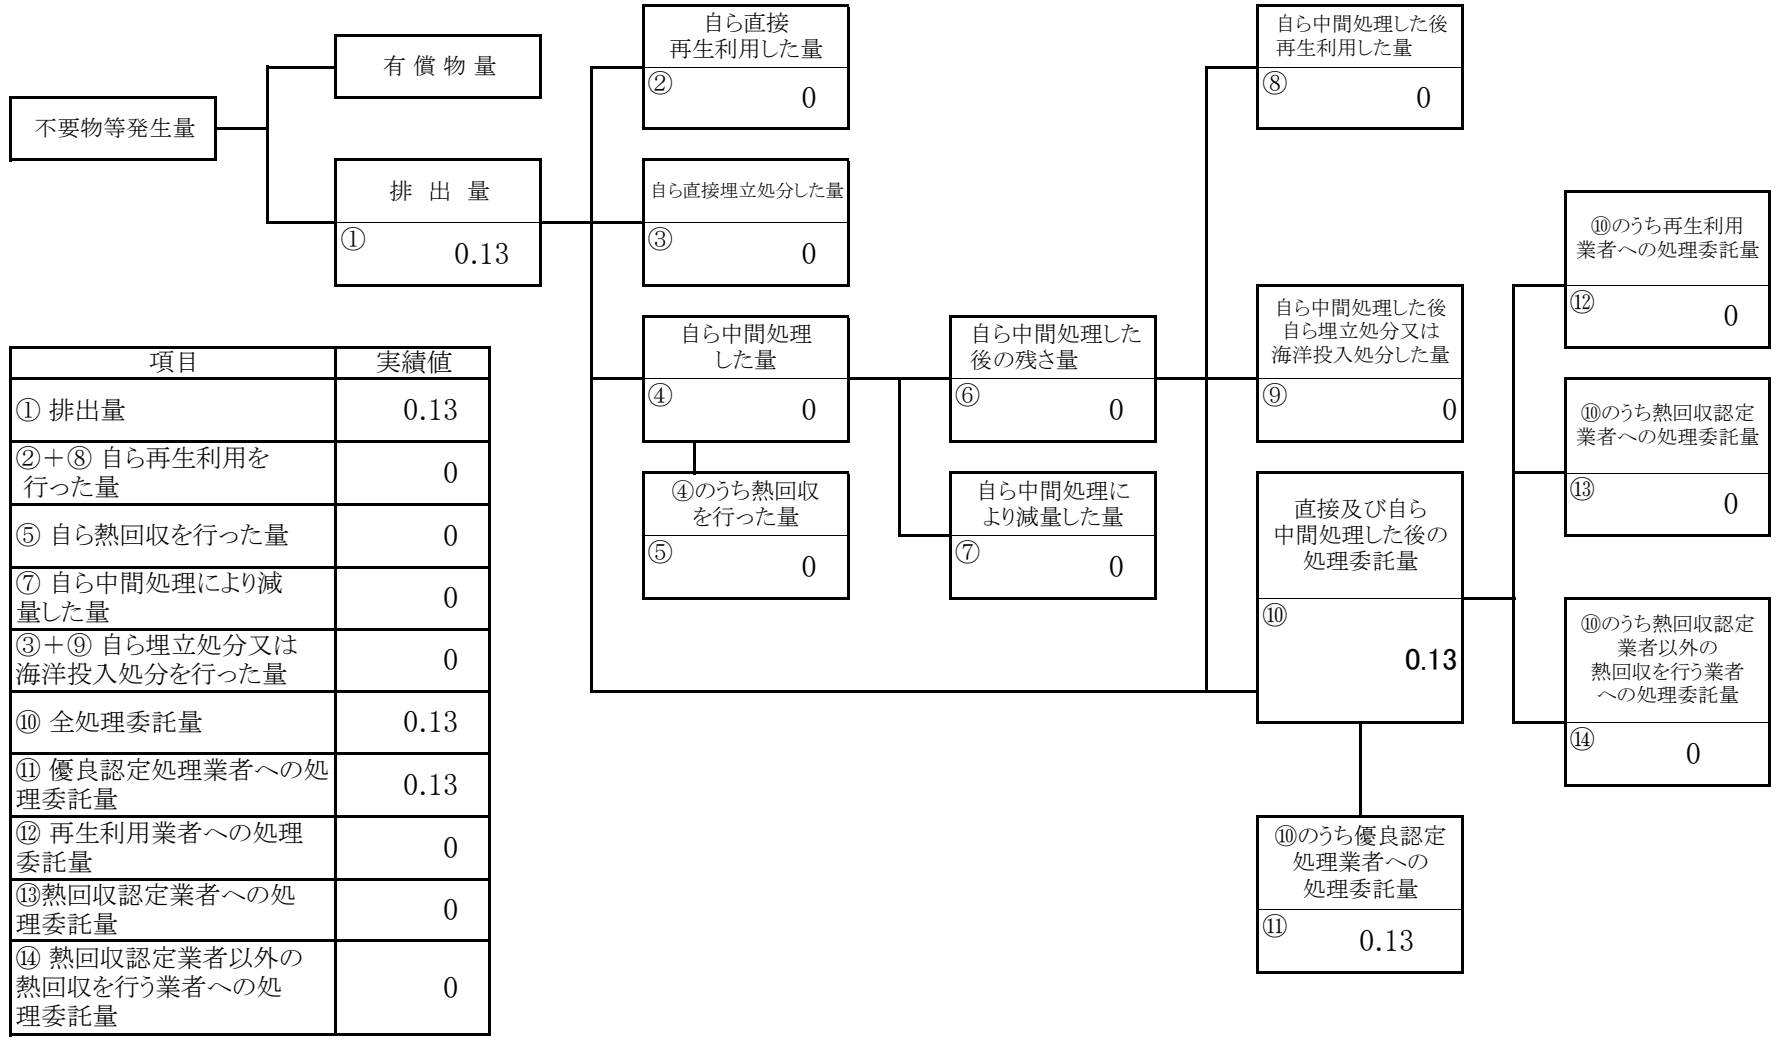 不要物等発生量
有 償 物 量
排 出 量
①
0.13
自ら直接
再生利用した量
②
0
自ら直接埋立処分した量
③
0
自ら中間処理
した量
④
0
④のうち熱回収
を行った量
⑤
0
自ら中間処理した
後の残さ量
⑥
0
自ら中間処理に
より減量した量
⑦
0
自ら中間処理した後
再生利用した量
⑧
0
自ら中間処理した後
自ら埋立処分又は
海洋投入処分した量
⑨
0
直接及び自ら
中間処理した後の
処理委託量
⑩
0.13
⑩のうち優良認定
処理業者への
処理委託量
⑪
0.13
⑩のうち再生利用
業者への処理委託量
⑫
0
⑩のうち熱回収認定
業者への処理委託量
⑬
0
⑩のうち熱回収認定
業者以外の
熱回収を行う業者
への処理委託量
⑭
0
項目 実績値
① 排出量 0.13
②＋⑧ 自ら再生利用を
行った量 0
⑤ 自ら熱回収を行った量 0
⑦ 自ら中間処理により減
量した量 0
③＋⑨ 自ら埋立処分又は
海洋投入処分を行った量 0
⑩ 全処理委託量 0.13
⑪ 優良認定処理業者への処
理委託量 0.13
⑫ 再生利用業者への処理
委託量 0
⑬熱回収認定業者への処
理委託量 0
⑭ 熱回収認定業者以外の
熱回収を行う業者への処
理委託量 0